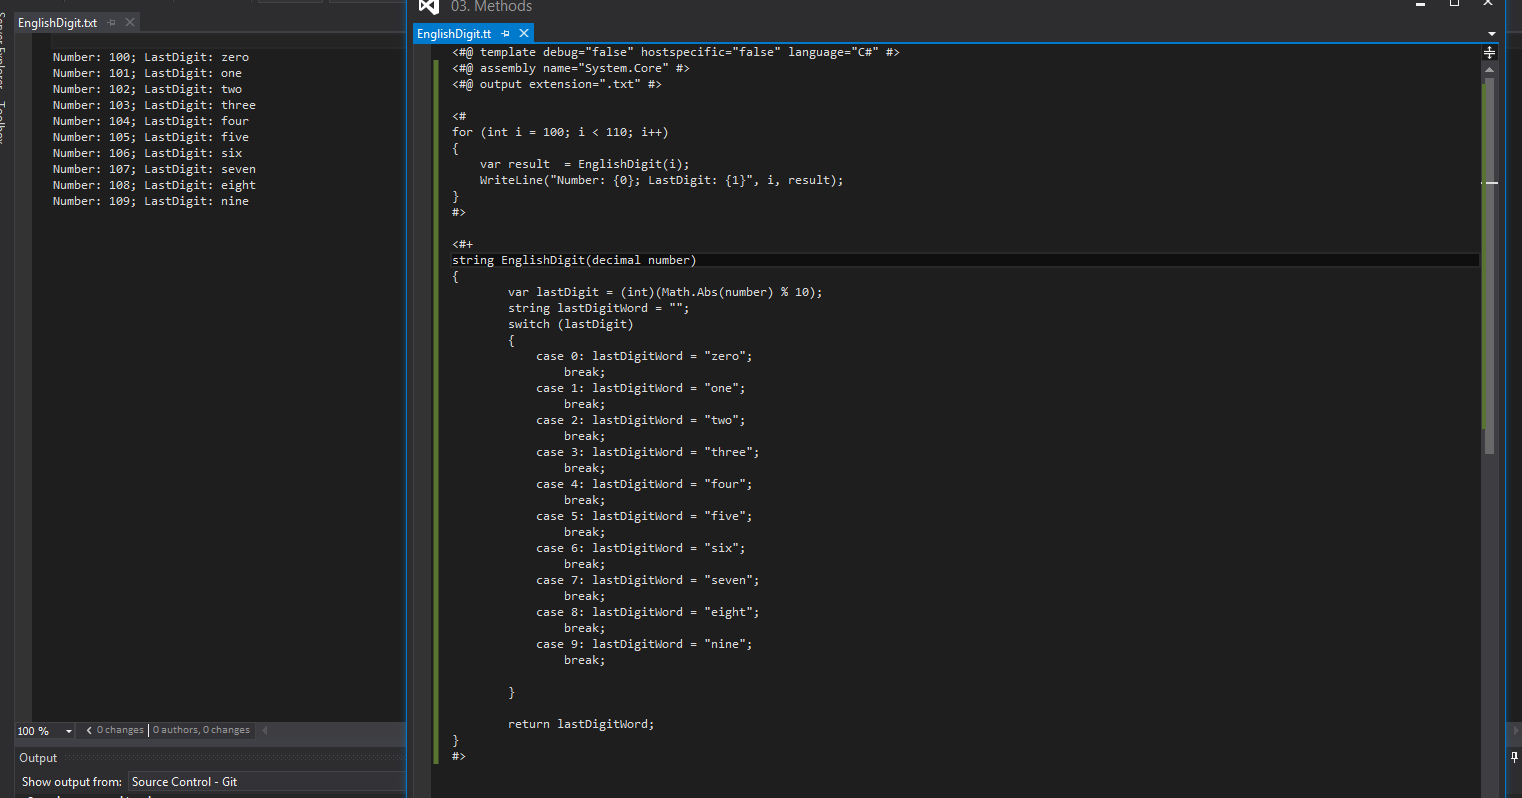 EnglishDigit.txt
Number: 100; LastDigit: zero
Number: 101; LastDigit: one
Number: 102; LastDigit: two
Number: 103; LastDigit: three
Number: 104; LastDigit: four
Number: 105; LastDigit: five
Number: 106; LastDigit: six
Number: 107; LastDigit: seven
Number: 108; LastDigit: eight
Number: 109; LastDigit: nine
100 %
0 changes | 0 authors, 0 changes
Output
Show output from: Source Control - Git
03. Methods
EnglishDigit.tt
<#@ template debug="false" hostspecific="false" language="C#" #>
<#@ assembly name="System.Core" #>
<#@ output extension=".txt" #>
<#
for (int i = 100; i < 110; i++)
{
    var result  = EnglishDigit(i);
    WriteLine("Number: {0}; LastDigit: {1}", i, result);
}
#>
<#+
string EnglishDigit(decimal number)
{
        var lastDigit = (int)(Math.Abs(number) % 10);
        string lastDigitWord = "";
        switch (lastDigit)
        {
            case 0: lastDigitWord = "zero";
                break;
            case 1: lastDigitWord = "one";
                break;
            case 2: lastDigitWord = "two";
                break;
            case 3: lastDigitWord = "three";
                break;
            case 4: lastDigitWord = "four";
                break;
            case 5: lastDigitWord = "five";
                break;
            case 6: lastDigitWord = "six";
                break;
            case 7: lastDigitWord = "seven";
                break;
            case 8: lastDigitWord = "eight";
                break;
            case 9: lastDigitWord = "nine";
                break;
        }
        return lastDigitWord;
}
#>